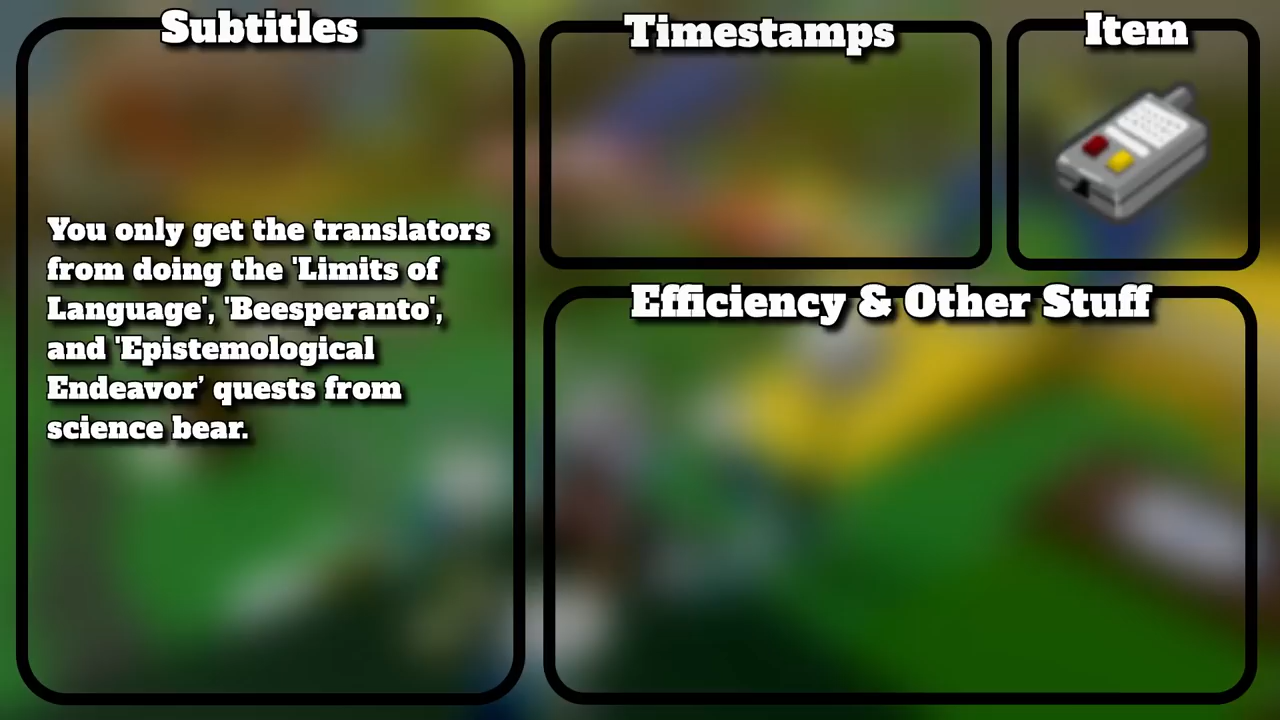 Subtitles
You only get the translators
from doing the 'Limits of
Language', 'Beesperanto',
and 'Epistemological
Endeavor’ quests from
science bear.
Timestamps
Item
Efficiency & Other Stuff